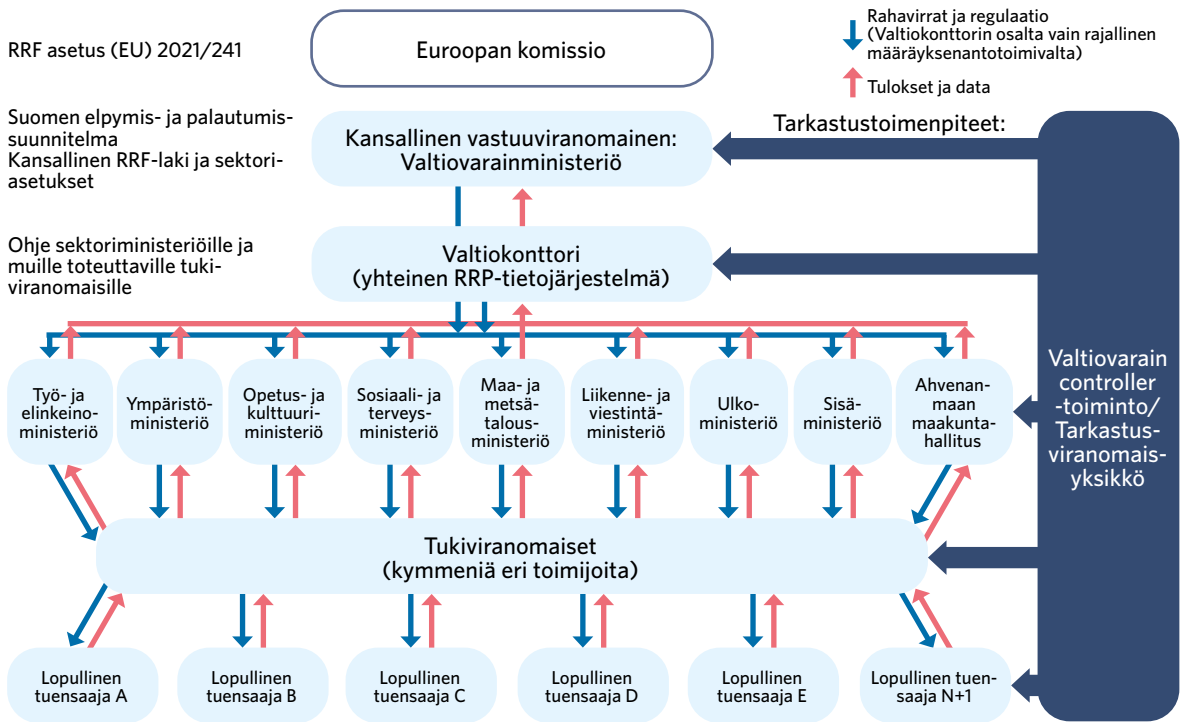 RRF asetus (EU) 2021/241
Euroopan komissio
Rahavirrat ja regulaatio
(Valtiokonttorin osalta vain rajallinen
määräyksenantotoimivalta)
Tulokset ja data
Suomen elpymis- ja palautumis-
suunnitelma
Kansallinen RRF-laki ja sektori-
asetukset
Kansallinen vastuuviranomainen:
Valtiovarainministeriö
Tarkastustoimenpiteet:
Ohje sektoriministeriöille ja
muille toteuttaville tuki-
viranomaisille
Valtiokonttori
(yhteinen RRP-tietojärjestelmä)
Työ- ja
elinkeino-
ministeriö
Ympäristö-
ministeriö
Opetus- ja
kulttuuri-
ministeriö
Sosiaali- ja
terveys-
ministeriö
Maa- ja
metsä-
talous-
ministeriö
Liikenne- ja
viestintä-
ministeriö
Ulko-
ministeriö
Sisä-
ministeriö
Ahvenan-
maan
maakunta-
hallitus
Valtiovarain
controller
-toiminto/
Tarkastus-
viranomais-
yksikkö
Tukiviranomaiset
(kymmeniä eri toimijoita)
Lopullinen
tuensaaja A
Lopullinen
tuensaaja B
Lopullinen
tuensaaja C
Lopullinen
tuensaaja D
Lopullinen
tuensaaja E
Lopullinen tuen-
saaja N+1